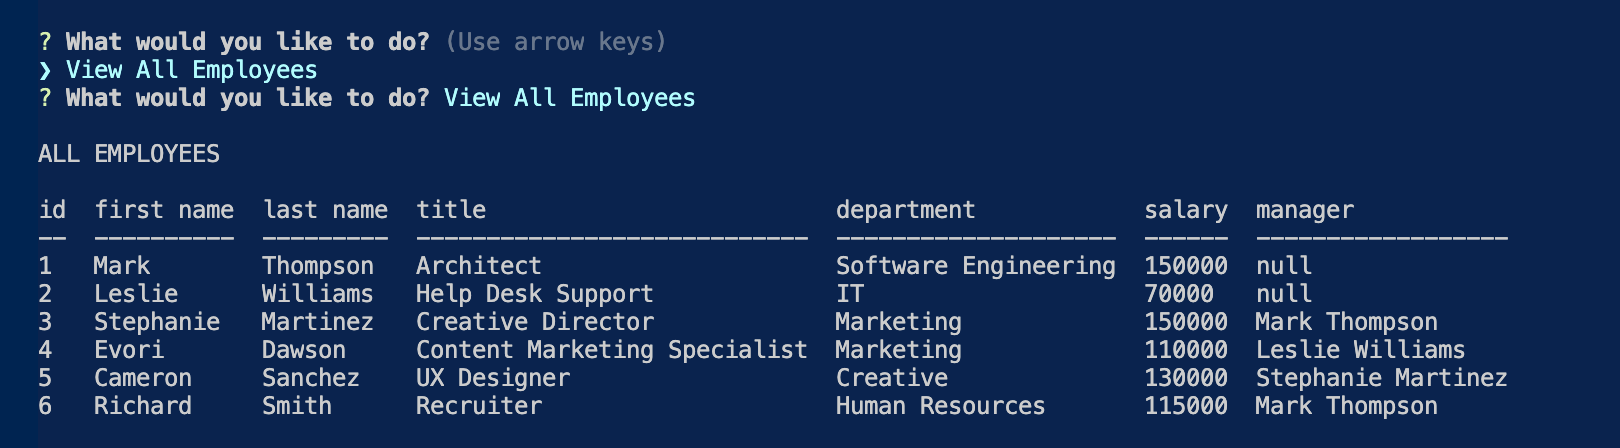 ? What would you like to do? (Use arrow keys)
❯ View All Employees
? What would you like to do? View All Employees
ALL EMPLOYEES
id  first name  last name  title                         department            salary  manager
--  ----------  ---------  ----------------------------  --------------------  ------  ------------------
1   Mark        Thompson   Architect                     Software Engineering  150000  null
2   Leslie      Williams   Help Desk Support             IT                    70000   null
3   Stephanie   Martinez   Creative Director             Marketing             150000  Mark Thompson
4   Evori       Dawson     Content Marketing Specialist  Marketing             110000  Leslie Williams
5   Cameron     Sanchez    UX Designer                   Creative              130000  Stephanie Martinez
6   Richard     Smith      Recruiter                     Human Resources       115000  Mark Thompson